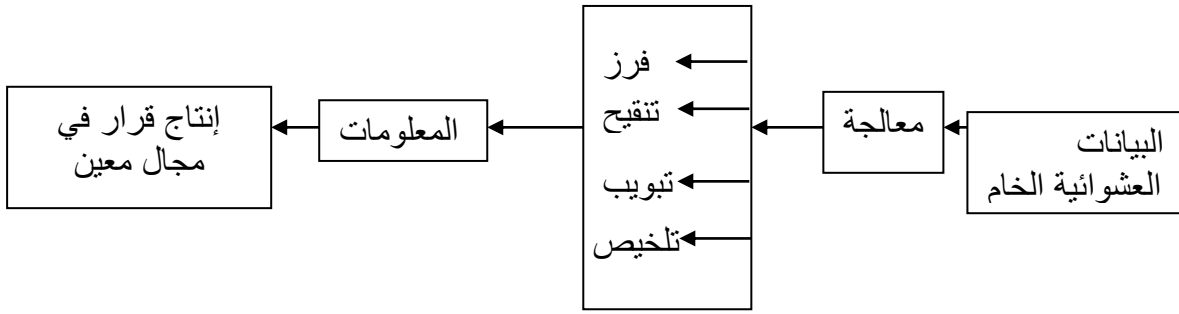 البيانات
العشوائية الخام
معالجة
فرز
تنقيح
تبويب
تلخيص
المعلومات
إنتاج قرار في
مجال معين